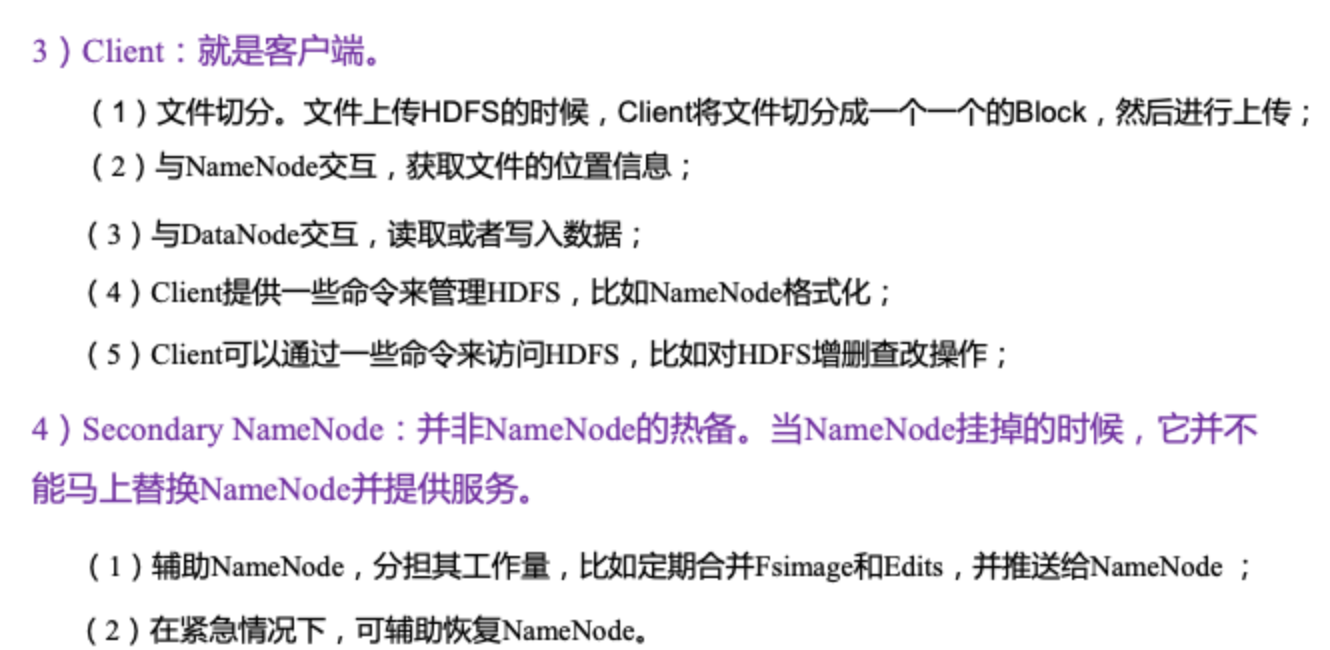 3）Client：就是客户端。
（1）文件切分。文件上传HDFS的时候，Client将文件切分成一个一个的Block，然后进行上传；
（2）与NameNode交互，获取文件的位置信息；
（3）与DataNode交互，读取或者写入数据；
（4）Client提供一些命令来管理HDFS，比如NameNode格式化；
（5）Client可以通过一些命令来访问HDFS，比如对HDFS增删查改操作；
4）Secondary NameNode：并非NameNode的热备。当NameNode挂掉的时候，它并不
能马上替换NameNode并提供服务。
（1）辅助NameNode，分担其工作量，比如定期合并Fsimage和Edits，并推送给NameNode ；
（2）在紧急情况下，可辅助恢复NameNode。